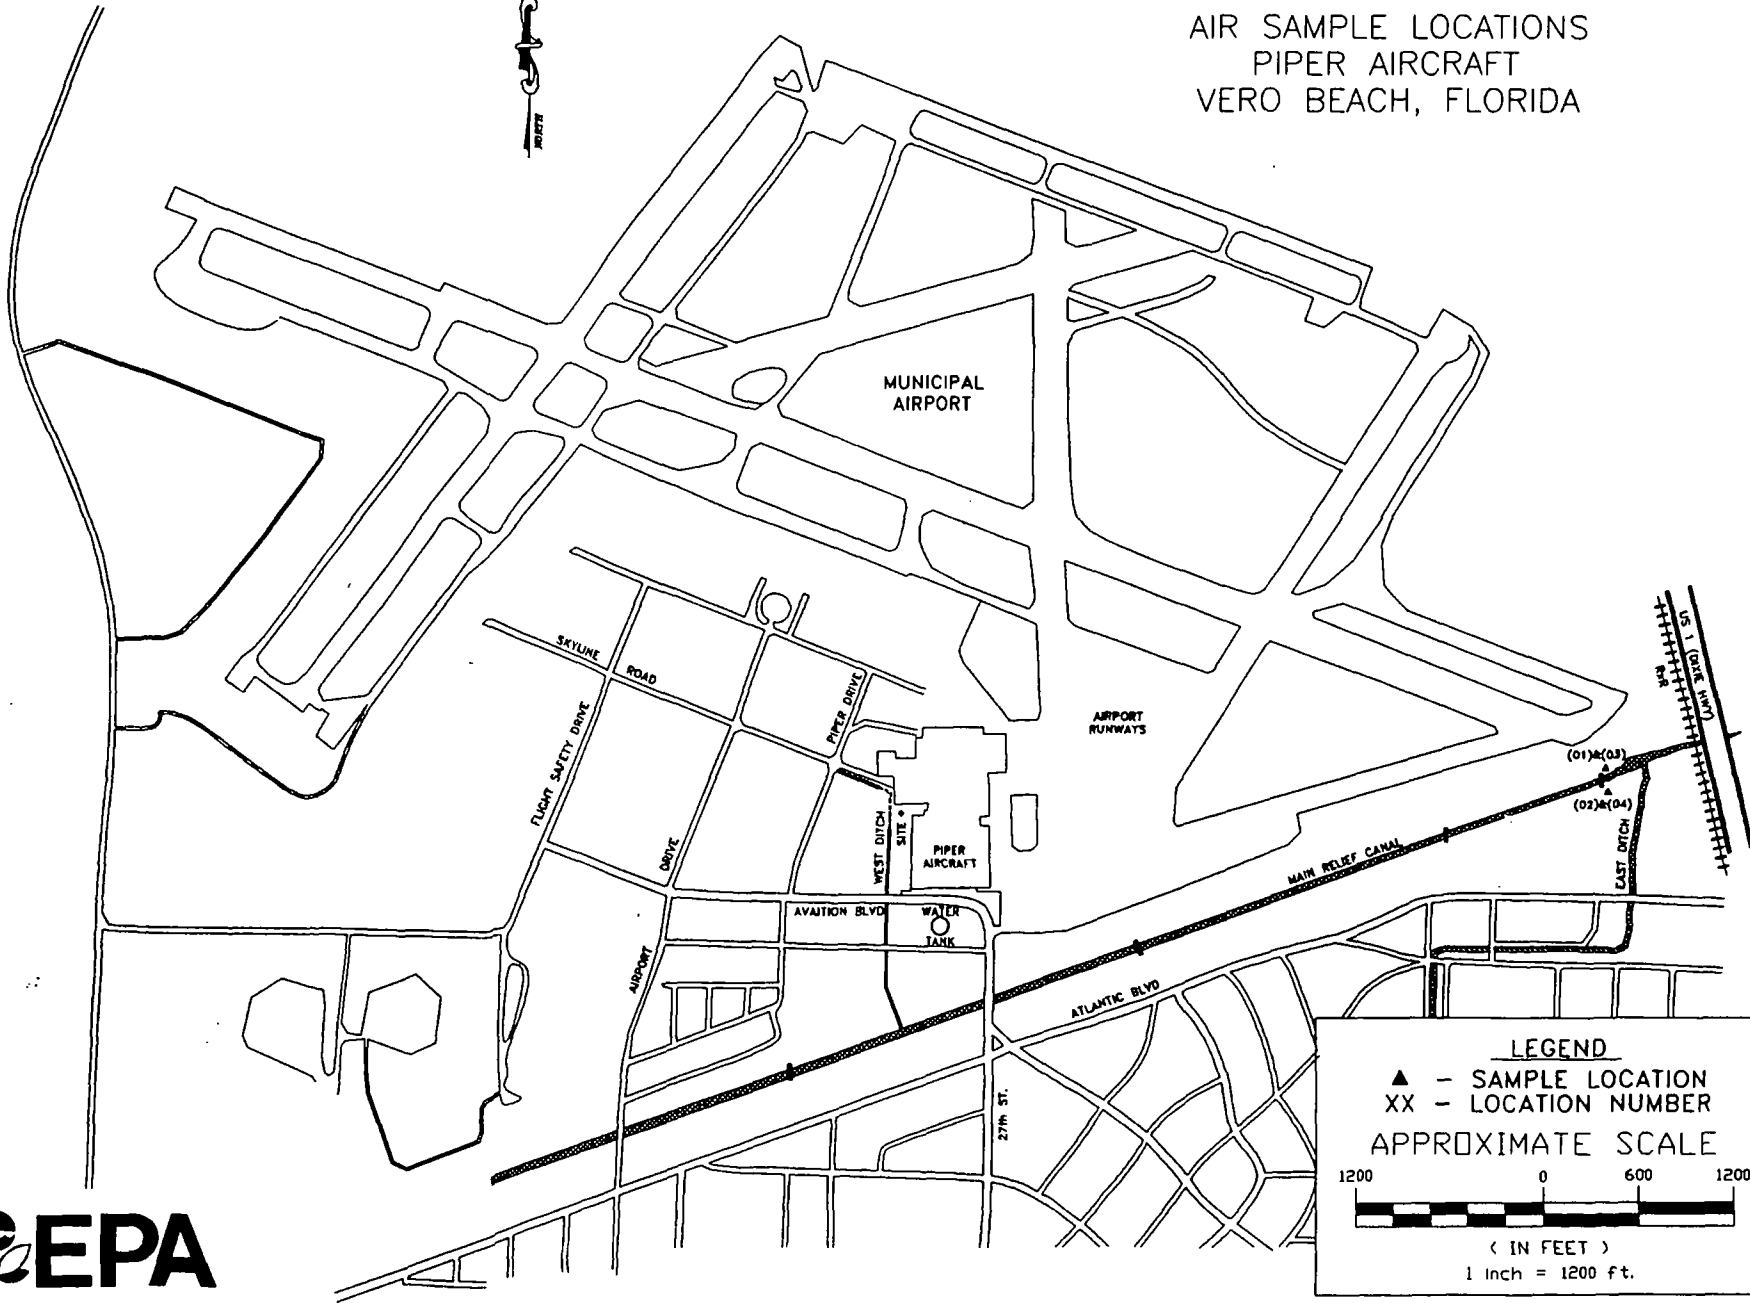 AIR SAMPLE LOCATIONS
PIPER AIRCRAFT
VERO BEACH, FLORIDA
NORTH
MUNICIPAL
AIRPORT
SKYLINE
ROAD
FLIGHT SAFETY DRIVE
PIPER DRIVE
AIRPORT
RUNWAYS
US 1 (DIXIE HWY)
RxR
(01)&(03)
(02)&(04)
WEST DITCH
SITE
PIPER
AIRCRAFT
MAIN RELIEF CANAL
EAST DITCH
AIRPORT
DRIVE
AVAITION BLVD
WATER
TANK
ATLANTIC BLVD
27th ST.
LEGEND
▲ - SAMPLE LOCATION
XX - LOCATION NUMBER
APPROXIMATE SCALE
1200 0 600 1200
( IN FEET )
1 inch = 1200 ft.
EPA